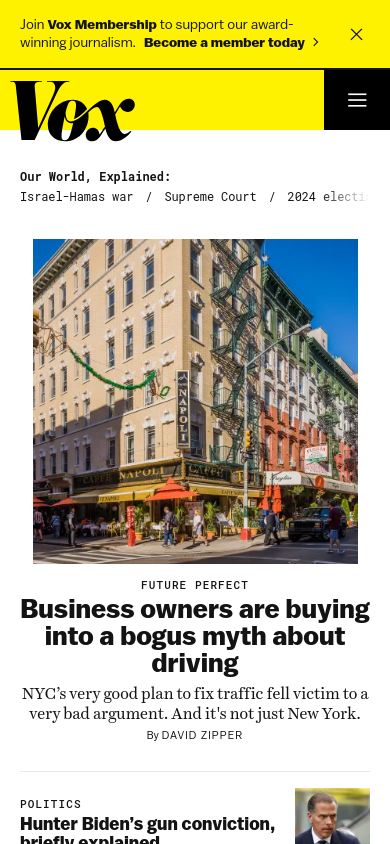 Join Vox Membership to support our award-
winning journalism. Become a member today
Vox
Our World, Explained:
Israel-Hamas war / Supreme Court / 2024 electi
NAPOLI
CAFFE NAPOLI CAFFE
FUTURE PERFECT
Business owners are buying
into a bogus myth about
driving
NYC's very good plan to fix traffic fell victim to a
very bad argument. And it's not just New York.
By DAVID ZIPPER
POLITICS
Hunter Biden's gun conviction,
briefly explained